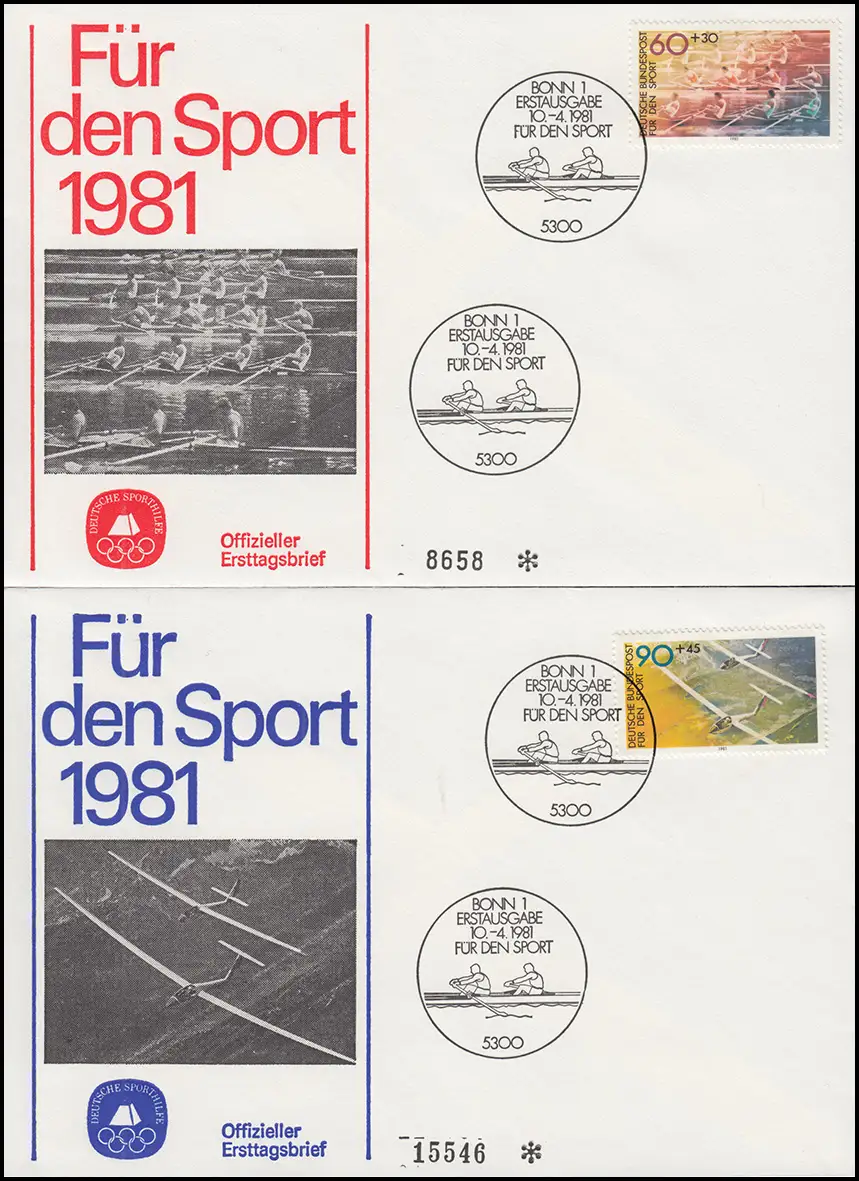 Für
den Sport
1981
DEUTSCHE SPORTHILFE
Offizieller
Ersttagsbrief
BONN 1
ERSTAUSGABE
10.-4.1981
FÜR DEN SPORT
5300
60+30
DEUTSCHE BUNDESPOST
FÜR DEN SPORT
1981
BONN 1
ERSTAUSGABE
10.-4.1981
FÜR DEN SPORT
5300
8658 ✻
Für
den Sport
1981
DEUTSCHE SPORTHILFE
Offizieller
Ersttagsbrief
BONN 1
ERSTAUSGABE
10.-4.1981
FÜR DEN SPORT
5300
90+45
DEUTSCHE BUNDESPOST
FÜR DEN SPORT
1981
BONN 1
ERSTAUSGABE
10.-4.1981
FÜR DEN SPORT
5300
15546 ✻